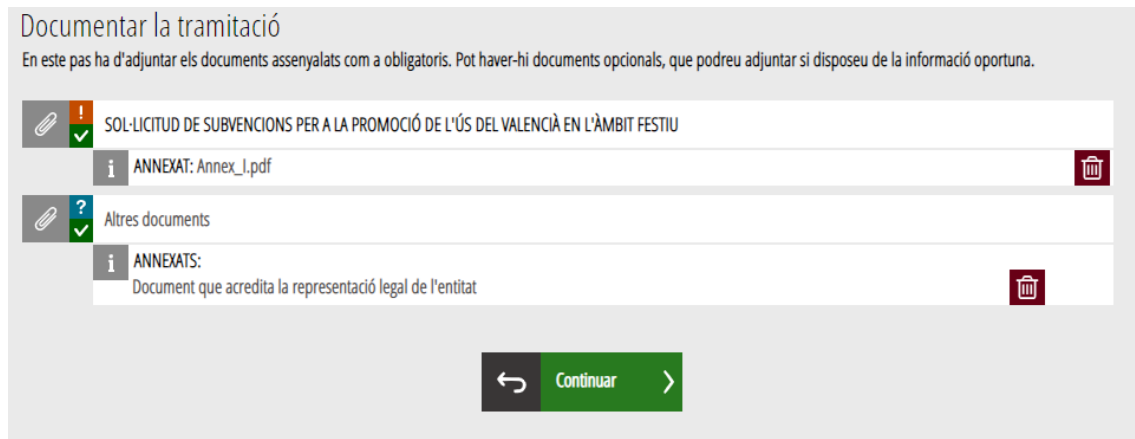 Documentar la tramitació
En este pas ha d'adjuntar els documents assenyalats com a obligatoris. Pot haver-hi documents opcionals, que podreu adjuntar si disposeu de la informació oportuna.
SOL·LICITUD DE SUBVENCIONS PER A LA PROMOCIÓ DE L'ÚS DEL VALENCIÀ EN L'ÀMBIT FESTIU
ANNEXAT: Annex_I.pdf
Altres documents
ANNEXATS:
Document que acredita la representació legal de l'entitat
Continuar